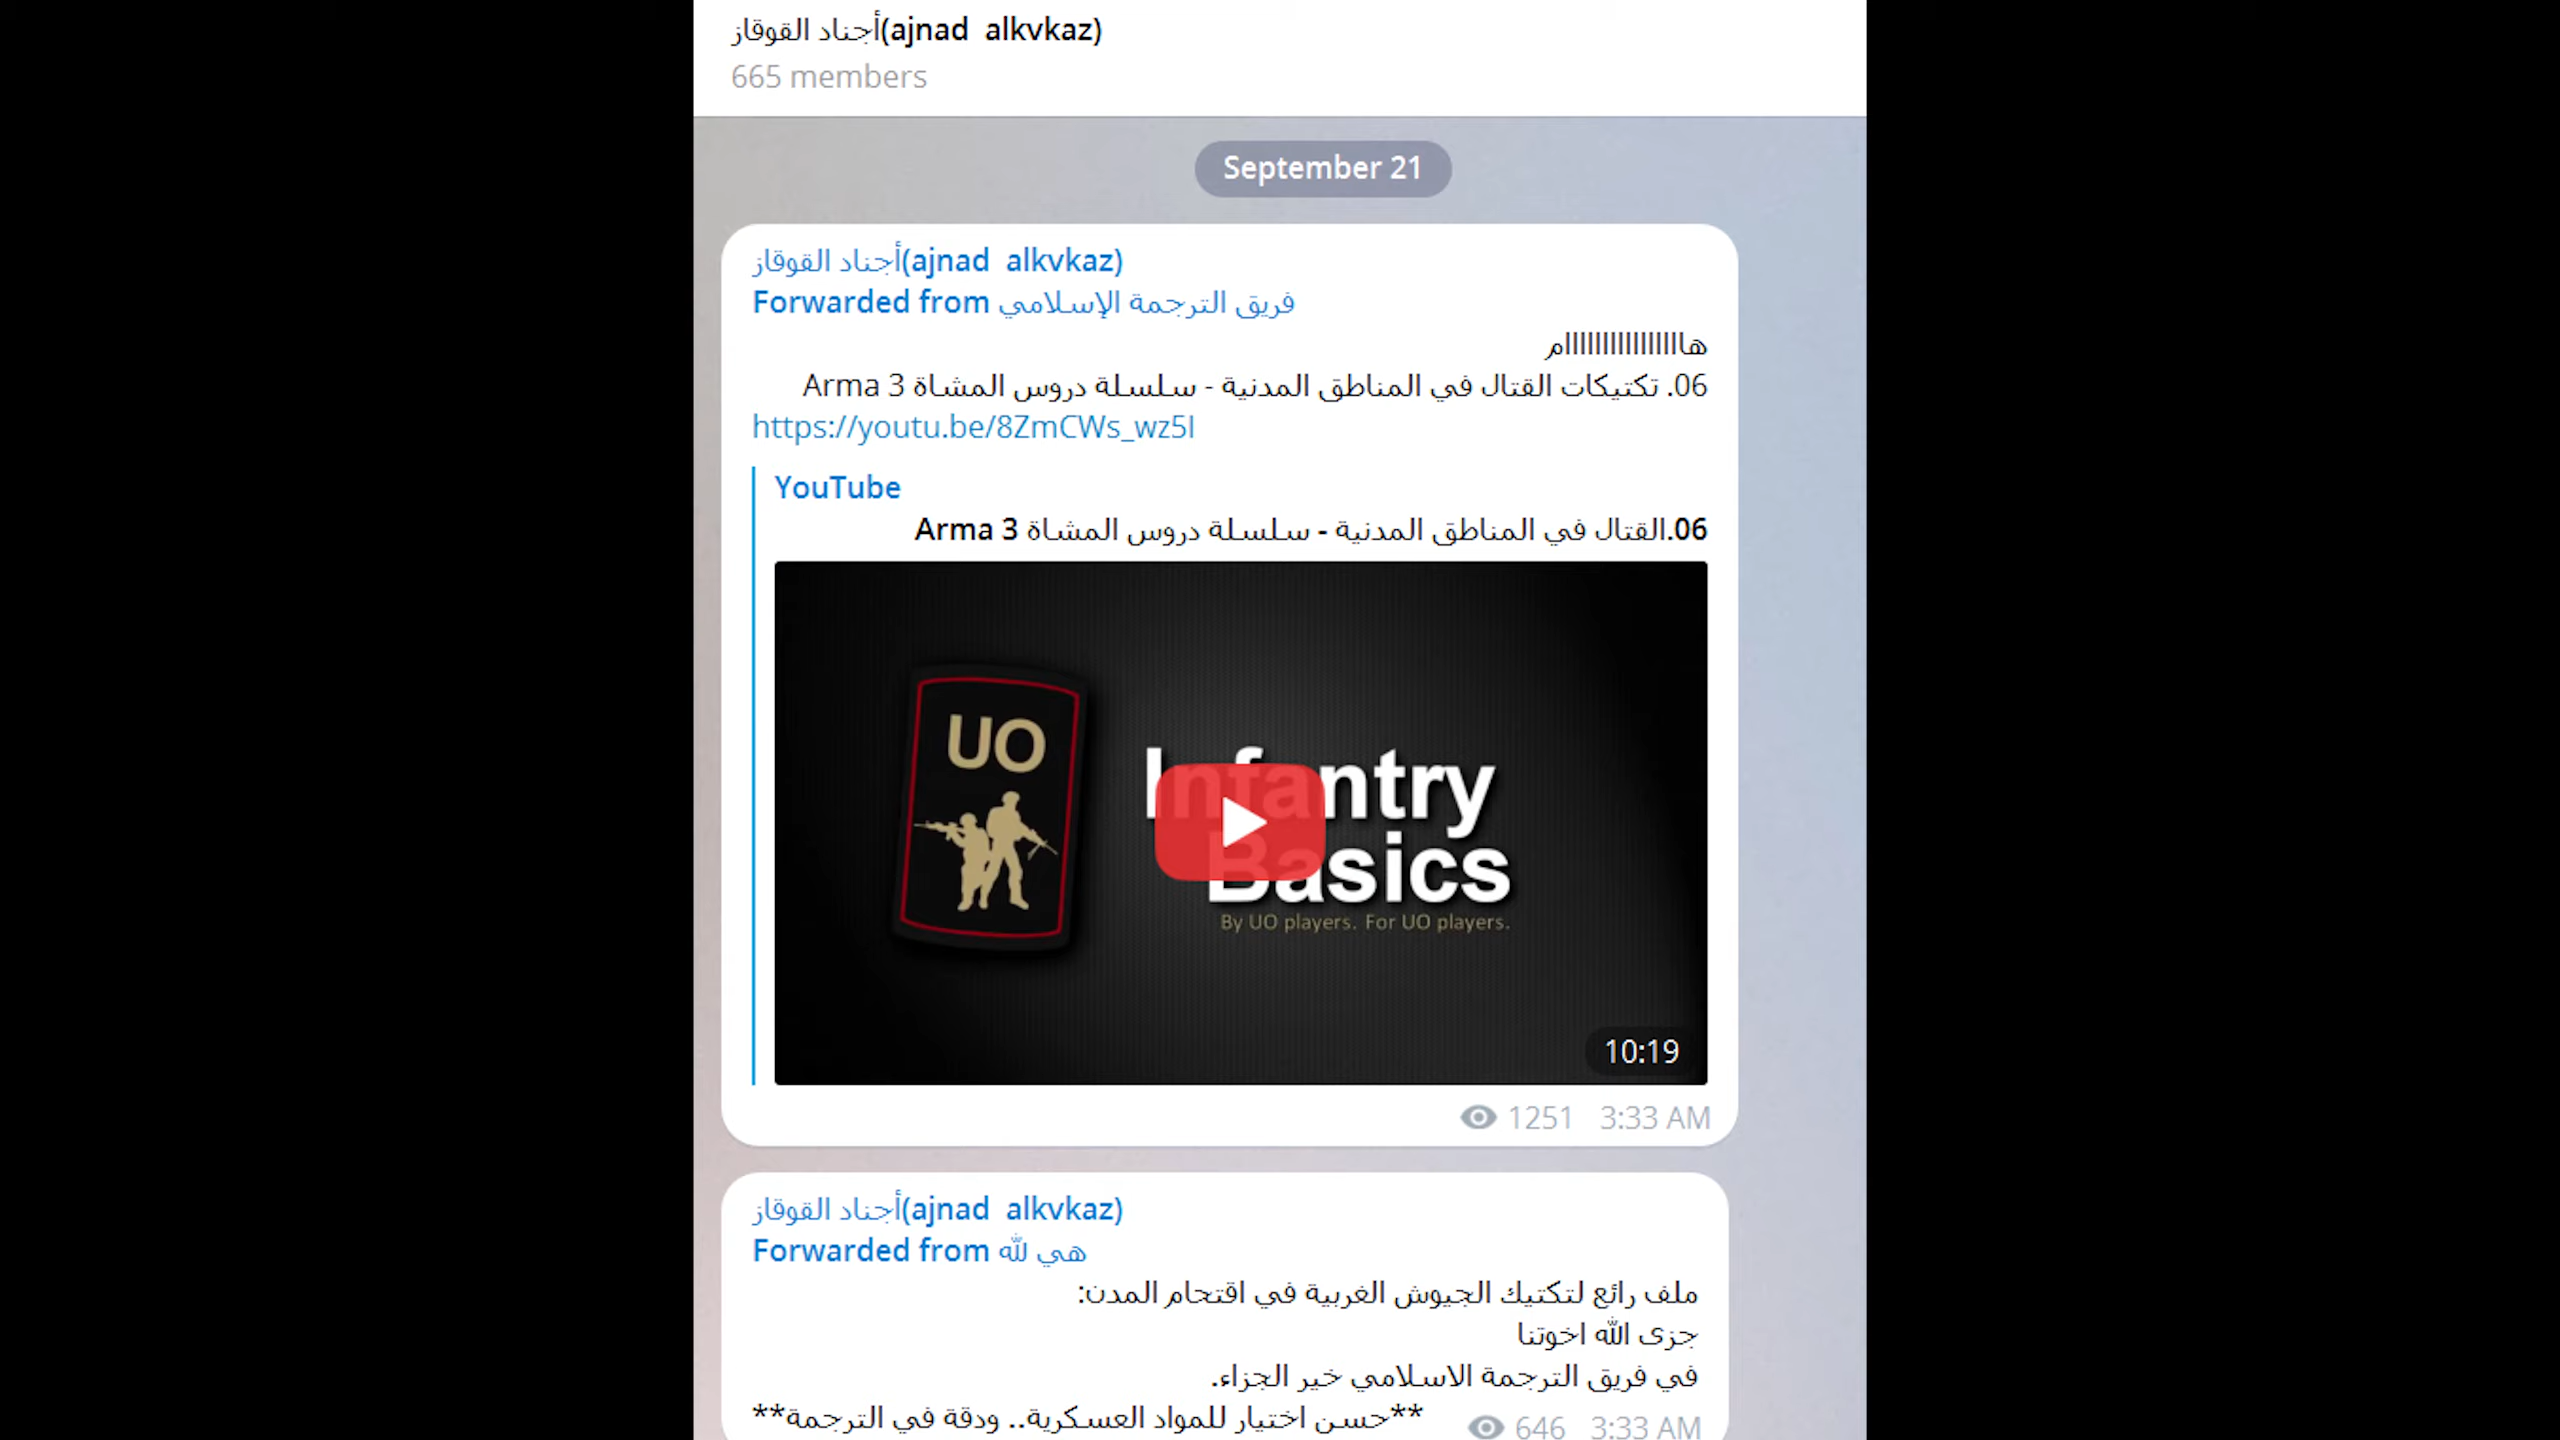 أجناد القوقاز(ajnad alkvkaz)
665 members
September 21
أجناد القوقاز(ajnad alkvkaz)
Forwarded from فريق الترجمة الإسلامي
هاااااااااااااااام
06. تكتيكات القتال في المناطق المدنية - سلسلة دروس المشاة Arma 3
https://youtu.be/8ZmCWs_wz5I
YouTube
06.القتال في المناطق المدنية - سلسلة دروس المشاة Arma 3
UO
Infantry
Basics
By UO players. For UO players.
10:19
1251 3:33 AM
أجناد القوقاز(ajnad alkvkaz)
Forwarded from هي لله
ملف رائع لتكتيك الجيوش الغربية في اقتحام المدن:
جزى الله اخوتنا
في فريق الترجمة الاسلامي خير الجزاء.
**حسن اختيار للمواد العسكرية.. ودقة في الترجمة**
646 3:33 AM